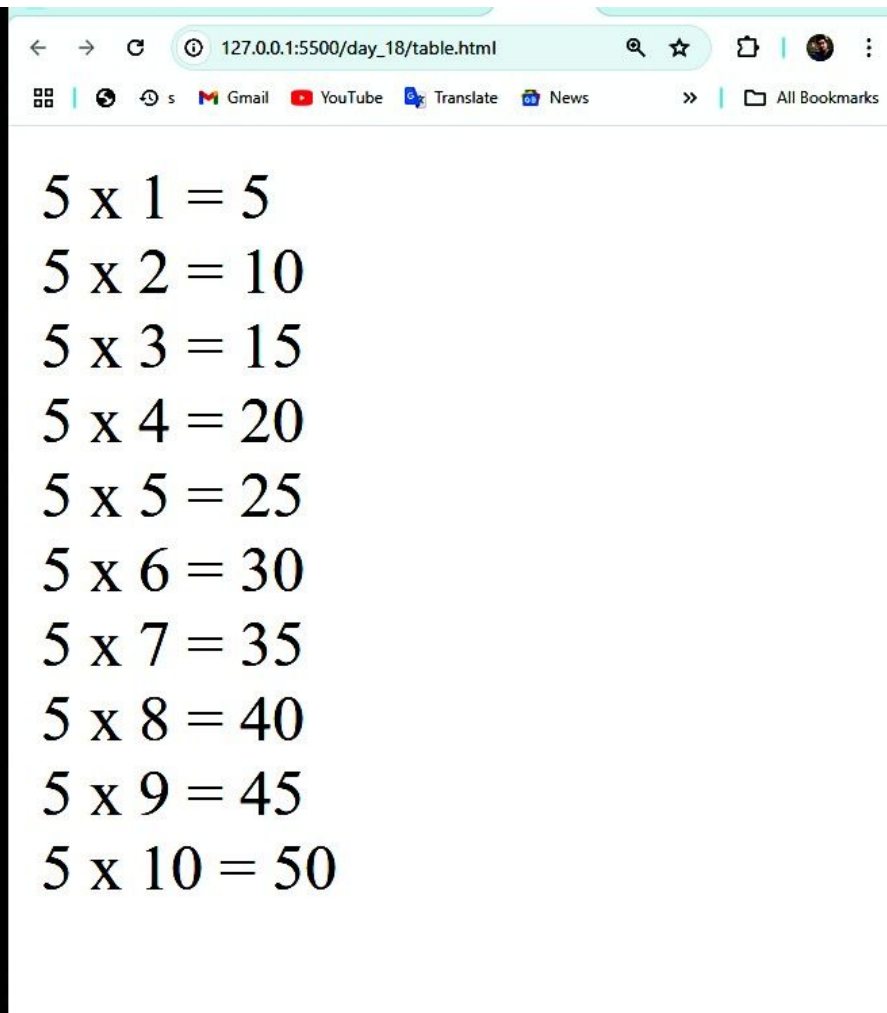 127.0.0.1:5500/day_18/table.html
s Gmail YouTube Translate News » All Bookmarks
5 x 1 = 5
5 x 2 = 10
5 x 3 = 15
5 x 4 = 20
5 x 5 = 25
5 x 6 = 30
5 x 7 = 35
5 x 8 = 40
5 x 9 = 45
5 x 10 = 50